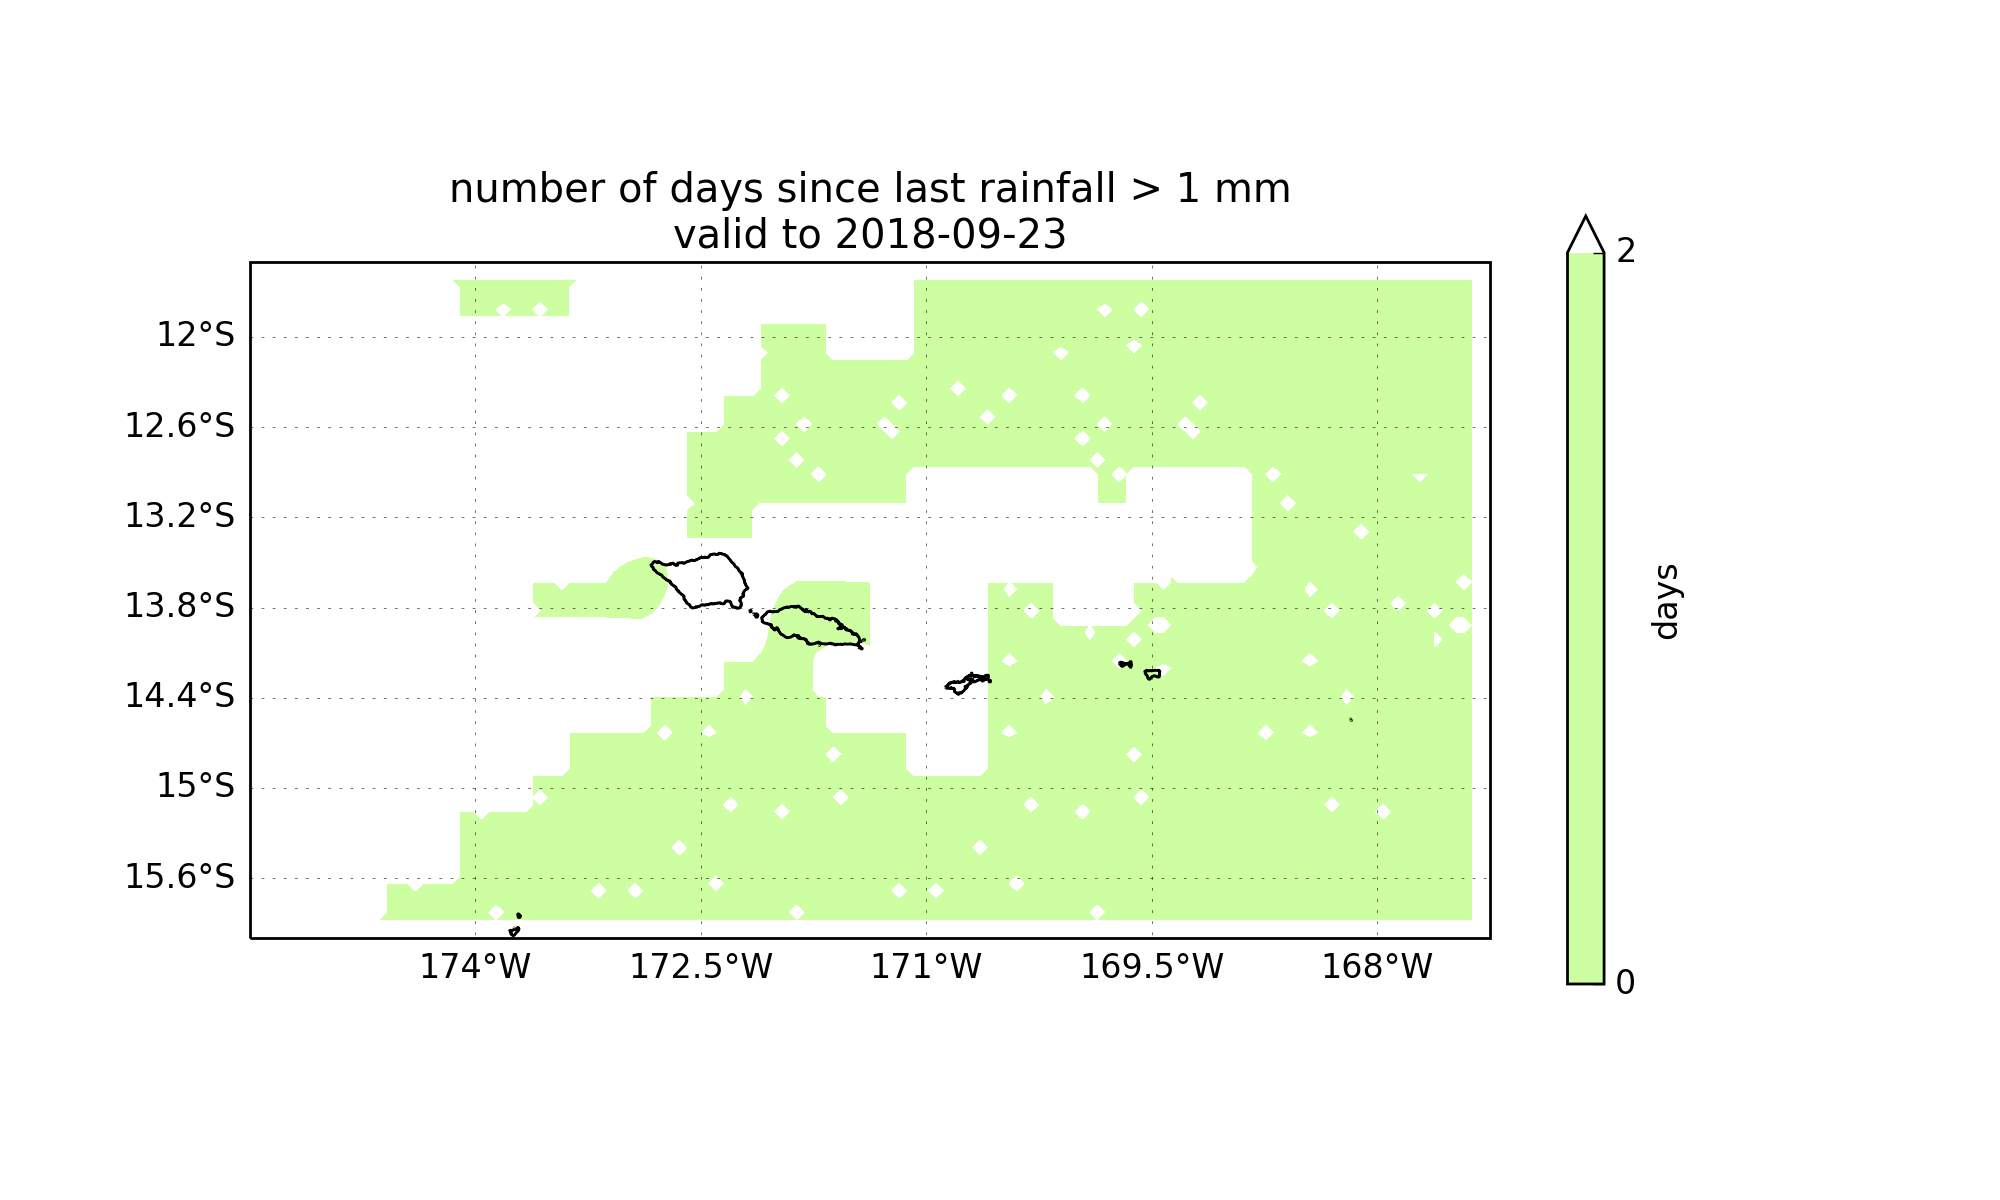 number of days since last rainfall > 1 mm
valid to 2018-09-23
12°S
12.6°S
13.2°S
13.8°S
14.4°S
15°S
15.6°S
174°W 172.5°W 171°W 169.5°W 168°W
2
days
0